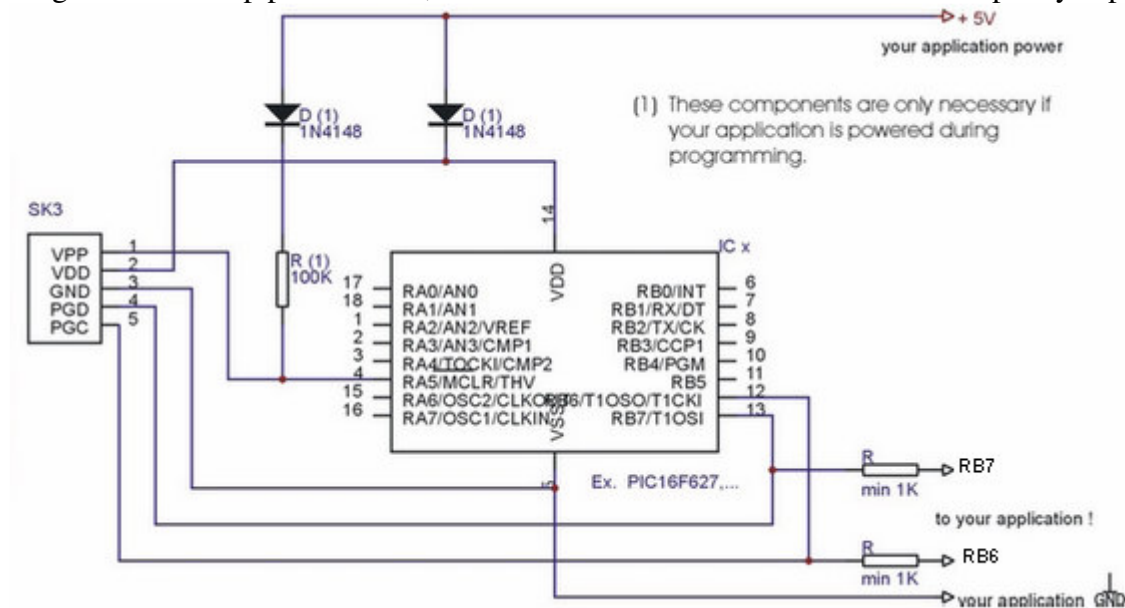 + 5V
your application power
(1) These components are only necessary if
your application is powered during
programming.
D (1)
1N4148
D (1)
1N4148
SK3
VPP 1
VDD 2
GND 3
PGD 4
PGC 5
R (1)
100K
14
VDD
IC x
17 RA0/AN0
18 RA1/AN1
1 RA2/AN2/VREF
2 RA3/AN3/CMP1
3 RA4/TOCKI/CMP2
4 RA5/MCLR/THV
15 RA6/OSC2/CLKOUT
16 RA7/OSC1/CLKIN
RB0/INT 6
RB1/RX/DT 7
RB2/TX/CK 8
RB3/CCP1 9
RB4/PGM 10
RB5 11
RB6/T1OSO/T1CKI 12
RB7/T1OSI 13
VSS
5
Ex. PIC16F627,...
R
min 1K
RB7
to your application !
R
min 1K
RB6
your application GND